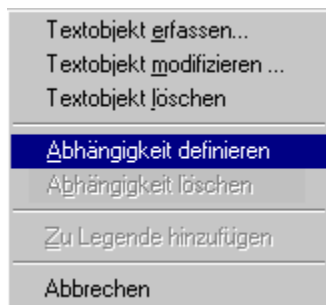 Textobjekt erfassen...
Textobjekt modifizieren ...
Textobjekt löschen
Abhängigkeit definieren
Abhängigkeit löschen
Zu Legende hinzufügen
Abbrechen